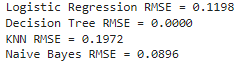 Logistic Regression RMSE = 0.1198
Decision Tree RMSE = 0.0000
KNN RMSE = 0.1972
Naive Bayes RMSE = 0.0896